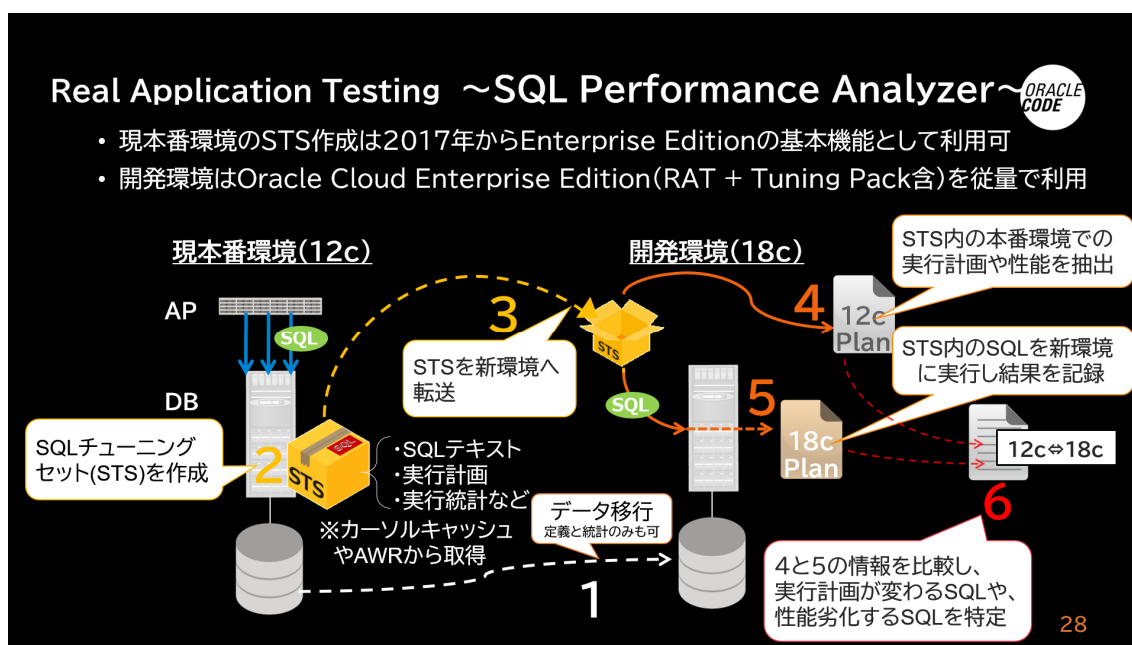 Real Application Testing ～SQL Performance Analyzer～
ORACLE
CODE
• 現本番環境のSTS作成は2017年からEnterprise Editionの基本機能として利用可
• 開発環境はOracle Cloud Enterprise Edition（RAT + Tuning Pack含）を従量で利用
現本番環境（12c）
開発環境（18c）
AP
SQL
DB
SQLチューニング
セット(STS)を作成
2
SQL
STS
・SQLテキスト
・実行計画
・実行統計など
※カーソルキャッシュ
やAWRから取得
3
STSを新環境へ
転送
STS
SQL
データ移行
定義と統計のみも可
1
4
12c
Plan
STS内の本番環境での
実行計画や性能を抽出
5
18c
Plan
STS内のSQLを新環境
に実行し結果を記録
12c⇔18c
6
4と5の情報を比較し、
実行計画が変わるSQLや、
性能劣化するSQLを特定
28